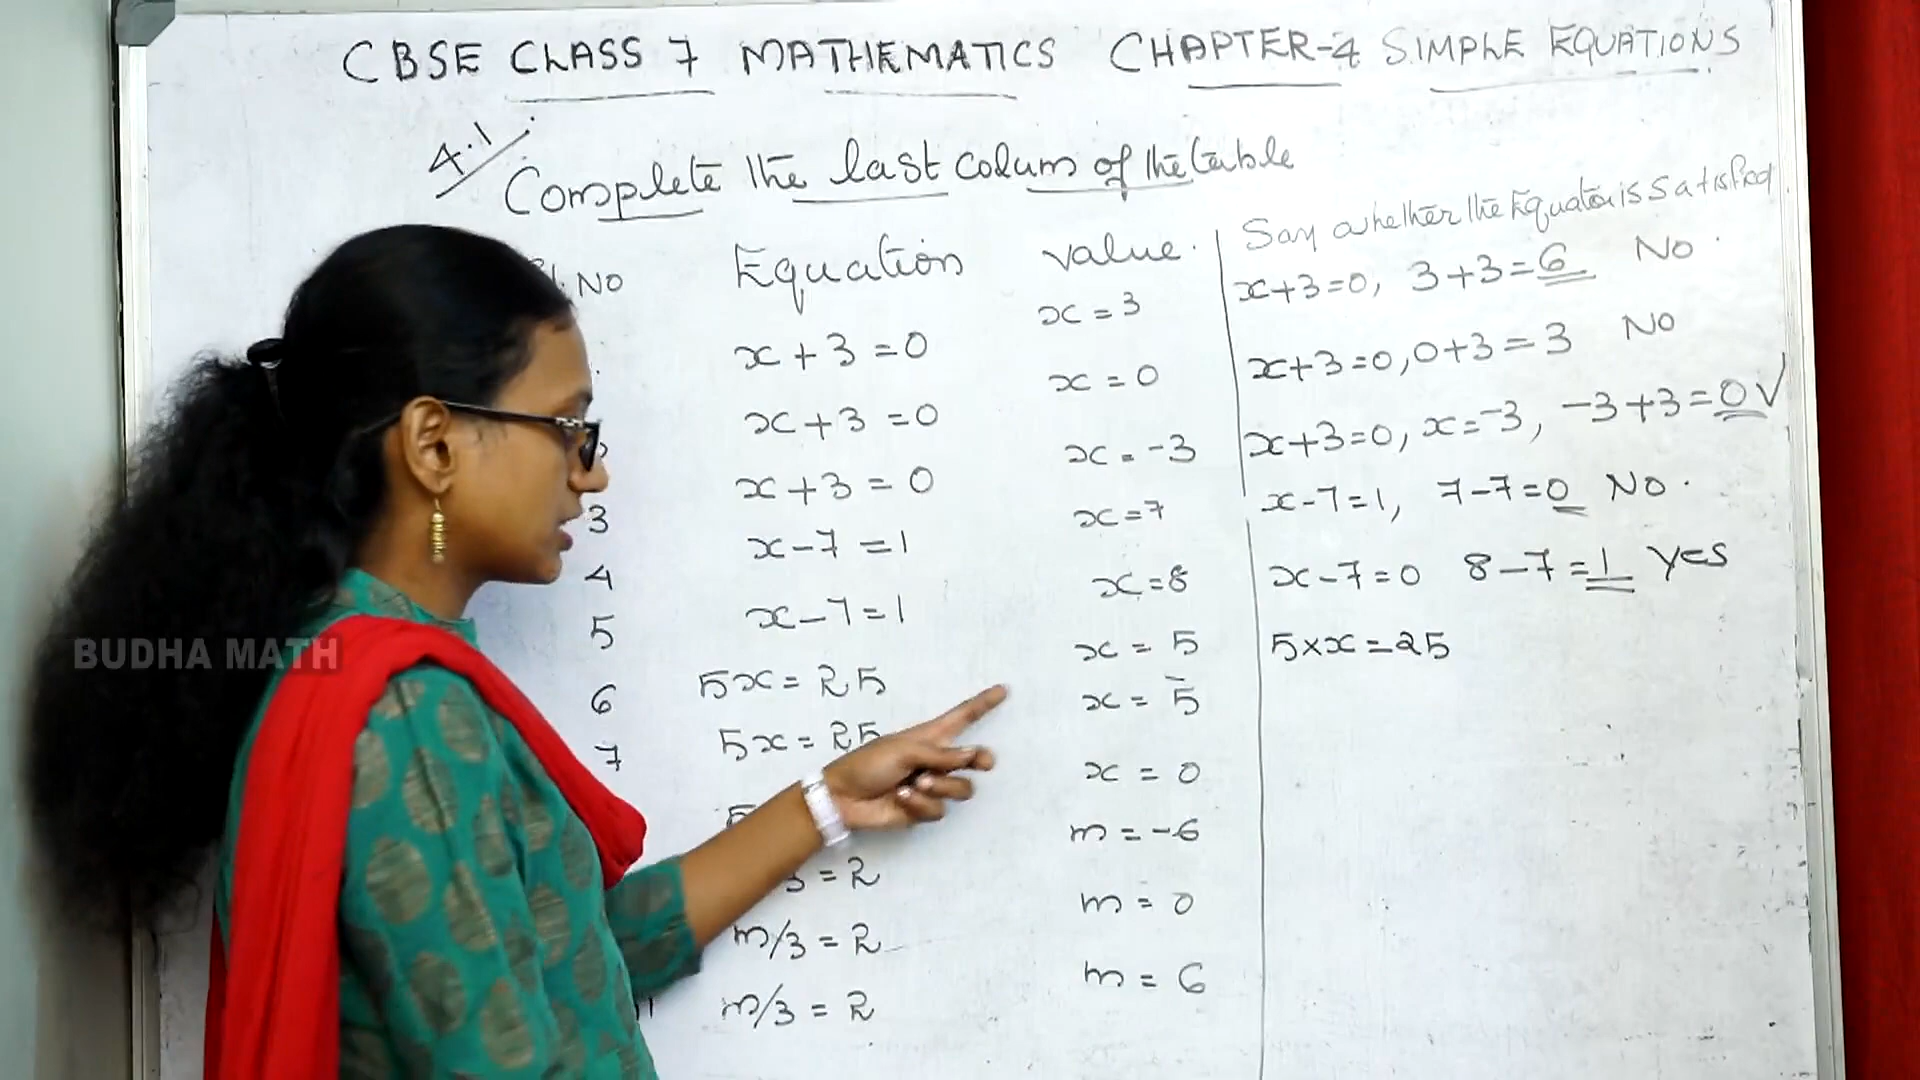 CBSE CLASS 7 MATHEMATICS CHAPTER-4 SIMPLE EQUATIONS
4.1
Complete the last colum of the table
NO Equation value. Say whether the Equation is satisfied
x+3=0 x=3 x+3=0, 3+3=6 No.
x+3=0 x=0 x+3=0, 0+3=3 No
3 x+3=0 x=-3 x+3=0, x=-3, -3+3=0✓
4 x-7=1 x=7 x-7=1, 7-7=0 No.
5 x-7=1 x=8 x-7=0 8-7=1 yes
6 5x=25 x=5 5×x=25
7 5x=25 x=-5
5 x=0
3=2 m=-6
m/3=2 m=0
m/3=2 m=6
BUDHA MATH